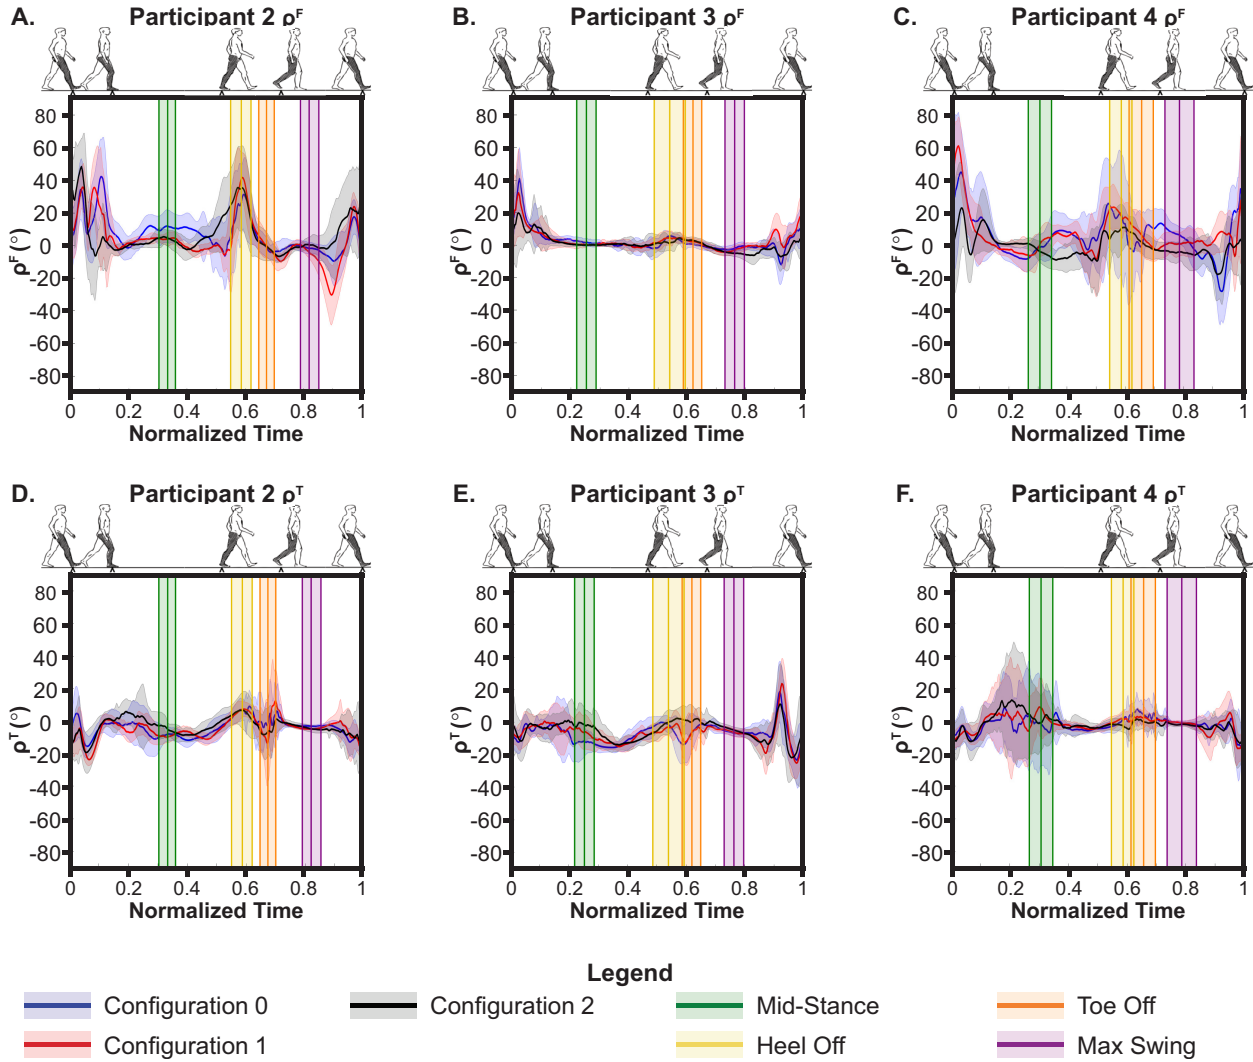 A. Participant 2 ρF
B. Participant 3 ρF
C. Participant 4 ρF
ρF (°)
80
60
40
20
0
-20
-40
-60
-80
0 0.2 0.4 0.6 0.8 1
Normalized Time
ρF (°)
80
60
40
20
0
-20
-40
-60
-80
0 0.2 0.4 0.6 0.8 1
Normalized Time
ρF (°)
80
60
40
20
0
-20
-40
-60
-80
0 0.2 0.4 0.6 0.8 1
Normalized Time
D. Participant 2 ρT
E. Participant 3 ρT
F. Participant 4 ρT
ρT (°)
80
60
40
20
0
-20
-40
-60
-80
0 0.2 0.4 0.6 0.8 1
Normalized Time
ρT (°)
80
60
40
20
0
-20
-40
-60
-80
0 0.2 0.4 0.6 0.8 1
Normalized Time
ρT (°)
80
60
40
20
0
-20
-40
-60
-80
0 0.2 0.4 0.6 0.8 1
Normalized Time
Legend
Configuration 0
Configuration 2
Mid-Stance
Toe Off
Configuration 1
Heel Off
Max Swing